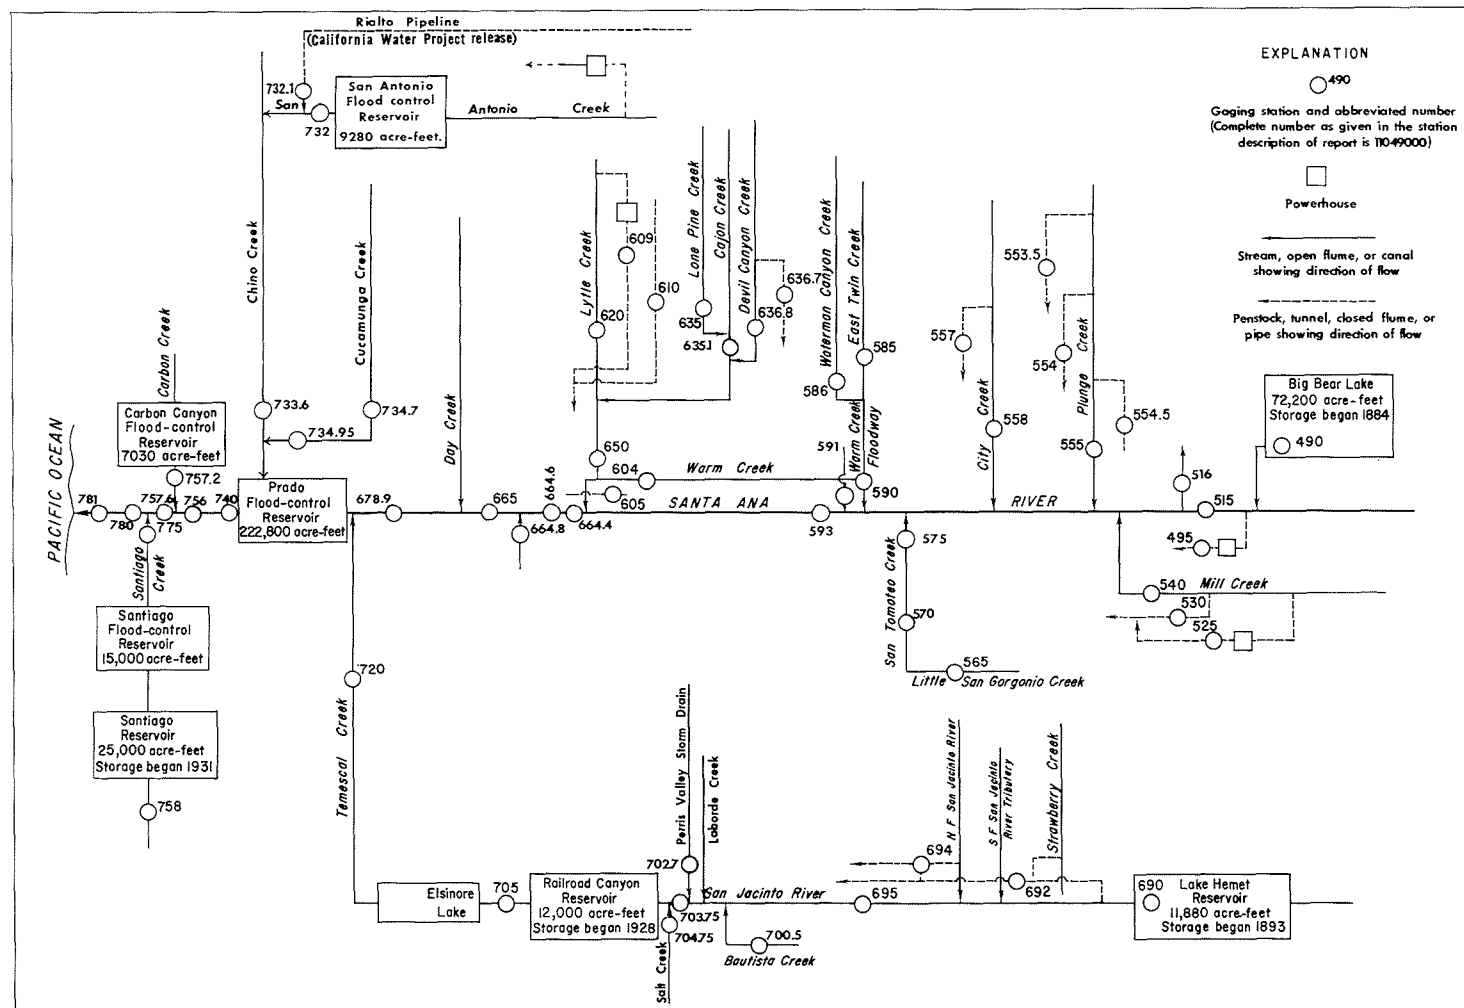 Rialto Pipeline
(California Water Project release)
EXPLANATION
490
Gaging station and abbreviated number
(Complete number as given in the station
description of report is 11049000)
Powerhouse
Stream, open flume, or canal
showing direction of flow
Penstock, tunnel, closed flume, or
pipe showing direction of flow
732.1
San
732
San Antonio
Flood control
Reservoir
9280 acre-feet.
Antonio Creek
Chino Creek
Cucamunga Creek
Day Creek
Lytle Creek
609
610
620
Lone Pine Creek
Cajon Creek
Devil Canyon Creek
635
635.1
636.7
636.8
Waterman Canyon Creek
East Twin Creek
585
586
City Creek
557
558
553.5
554
Plunge Creek
554.5
555
Big Bear Lake
72,200 acre-feet
Storage began 1884
490
Carbon Creek
Carbon Canyon
Flood-control
Reservoir
7030 acre-feet
733.6
734.7
734.95
650
604
Warm Creek
605
591
Warm Creek
Floodway
590
516
515
757.2
PACIFIC OCEAN
781
780
757.6
775
756
740
Prado
Flood-control
Reservoir
222,800 acre-feet
678.9
665
664.6
664.8
664.4
SANTA ANA RIVER
593
495
Santiago
Creek
575
San Tomoteo Creek
570
565
Little San Gorgonio Creek
540
Mill Creek
530
525
Santiago
Flood-control
Reservoir
15,000 acre-feet
Santiago
Reservoir
25,000 acre-feet
Storage began 1931
758
720
Temescal Creek
Perris Valley Storm Drain
Laborde Creek
N F San Jacinto River
S F San Jacinto
River Tributary
Strawberry Creek
702.7
694
692
Elsinore
Lake
705
Railroad Canyon
Reservoir
12,000 acre-feet
Storage began 1928
703.75
704.75
San Jacinto River
695
690
Lake Hemet
Reservoir
11,880 acre-feet
Storage began 1893
Salt Creek
700.5
Bautista Creek